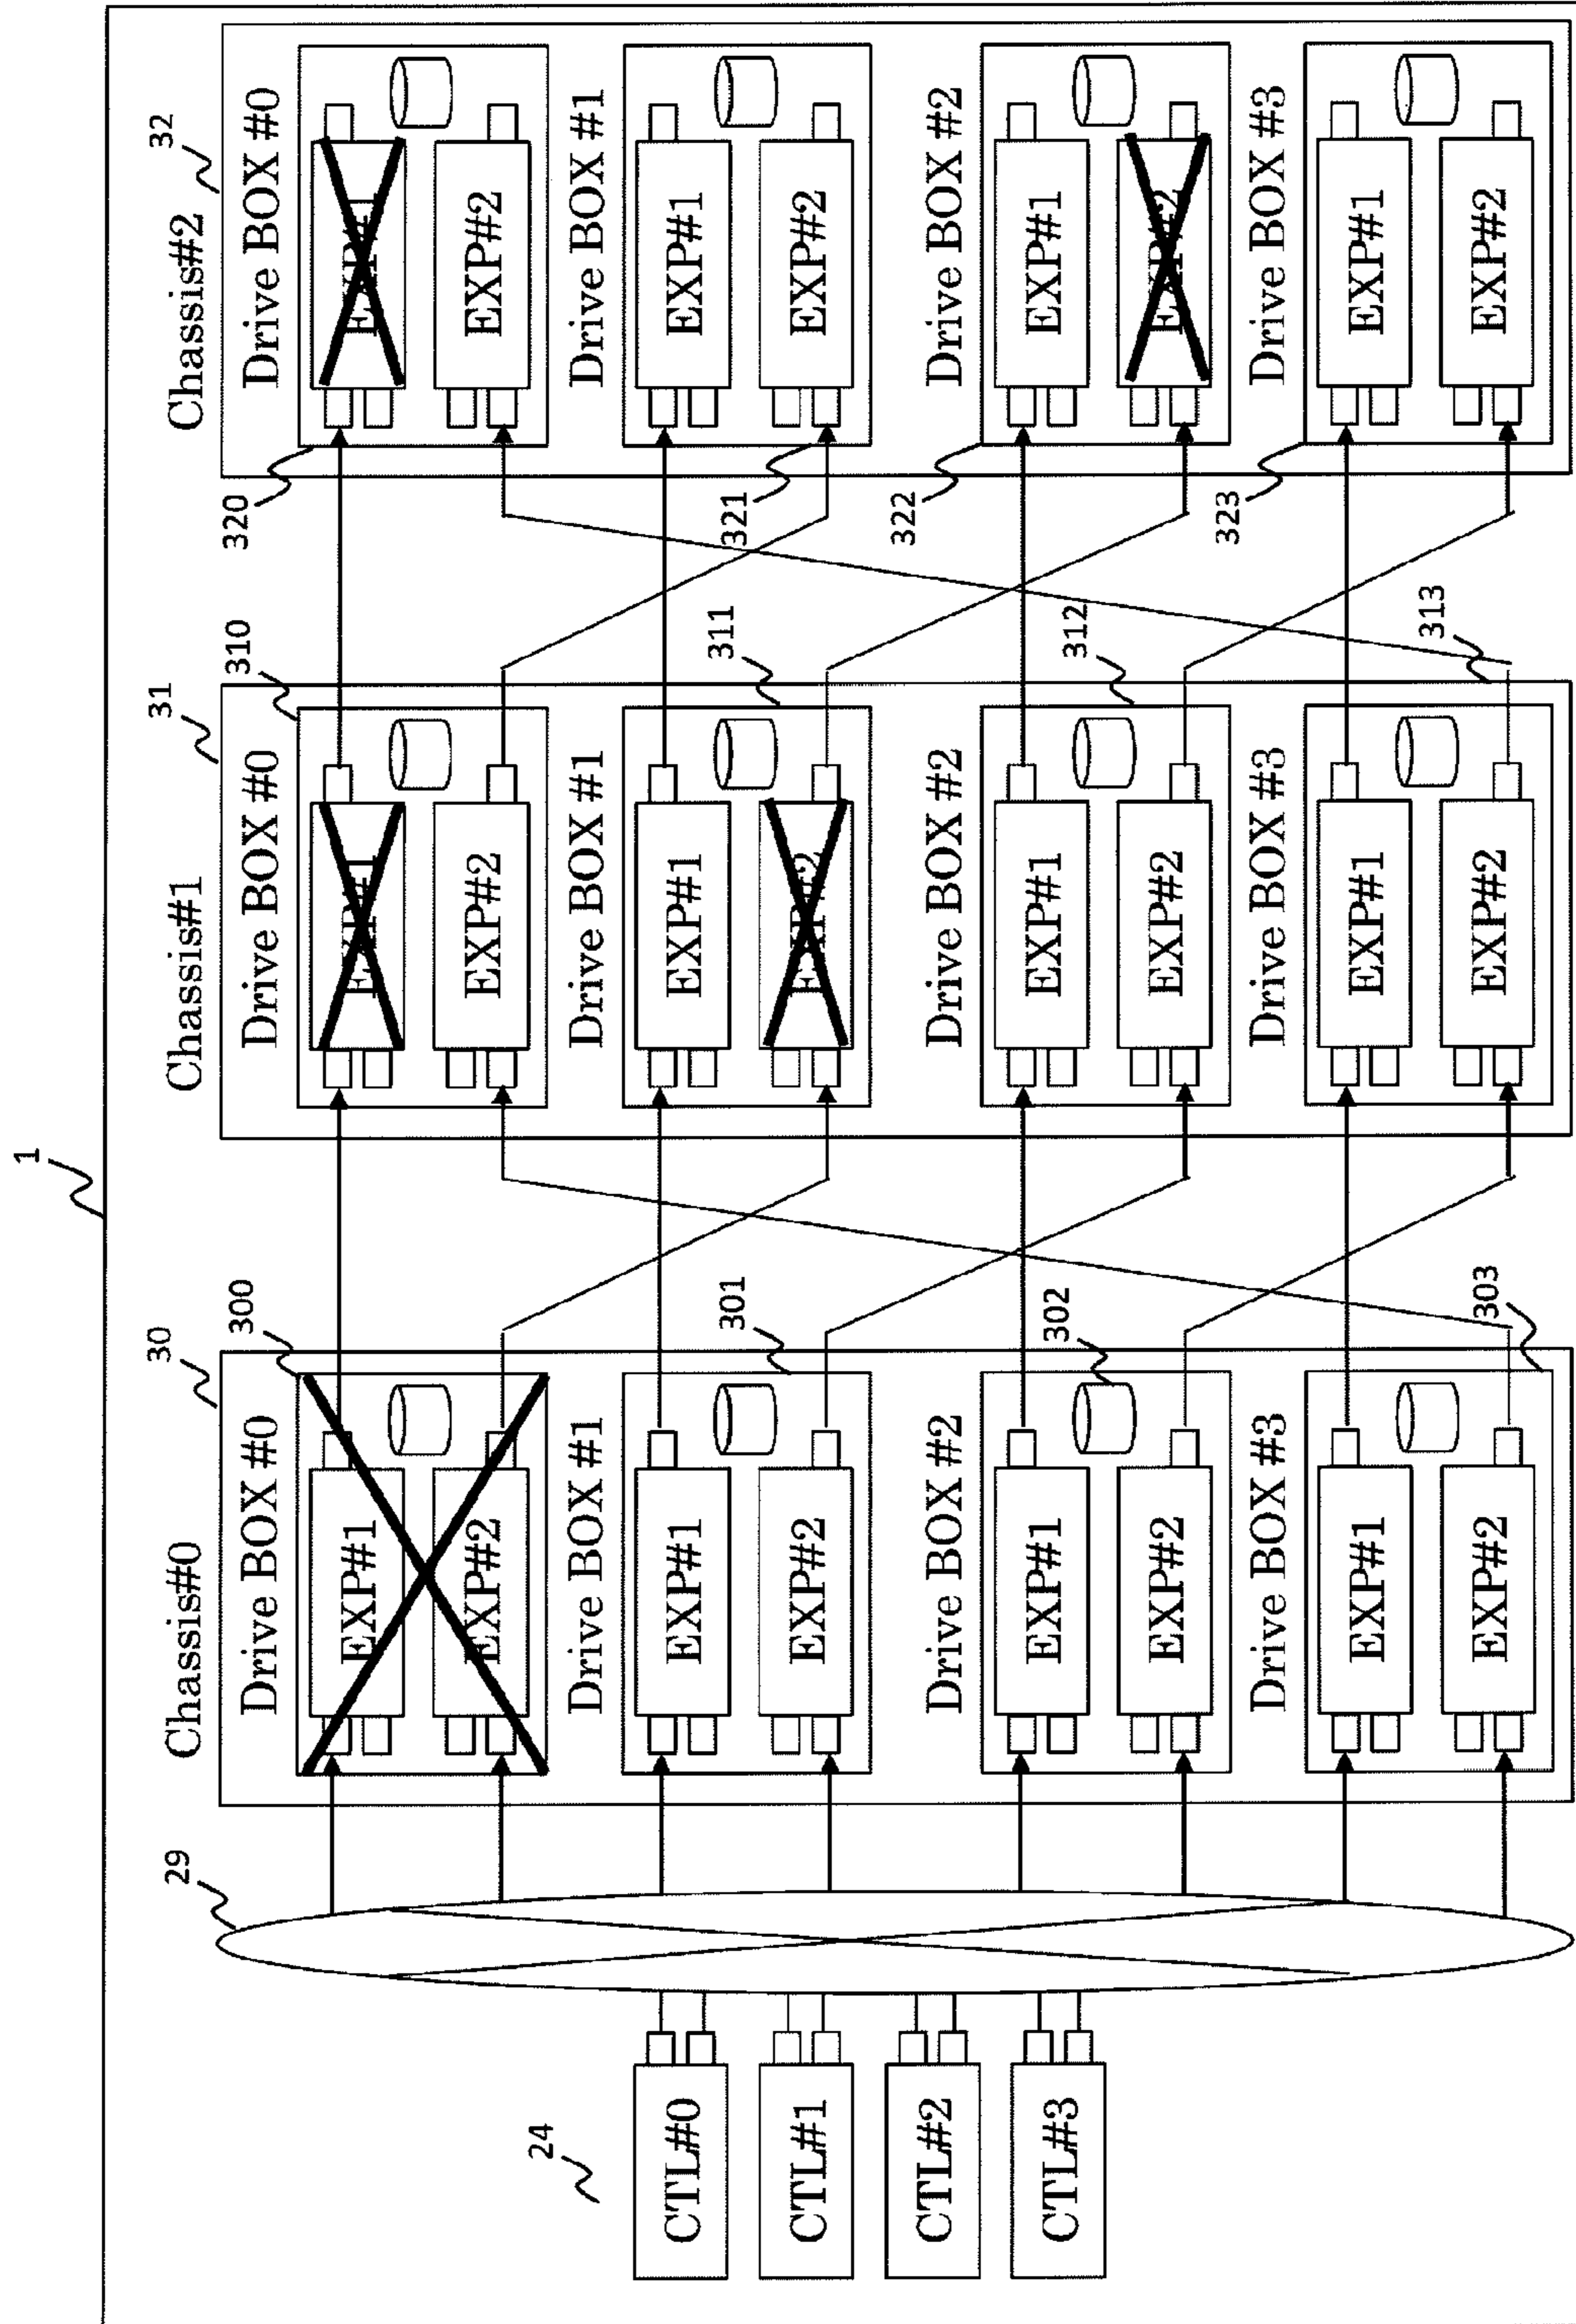 1
24
CTL#0
CTL#1
CTL#2
CTL#3
29
Chassis#0
30
Drive BOX #0
300
EXP#1
EXP#2
Drive BOX #1
301
EXP#1
EXP#2
Drive BOX #2
302
EXP#1
EXP#2
Drive BOX #3
303
EXP#1
EXP#2
Chassis#1
31
Drive BOX #0
310
EXP#2
Drive BOX #1
311
EXP#1
Drive BOX #2
312
EXP#1
EXP#2
Drive BOX #3
313
EXP#1
EXP#2
Chassis#2
32
Drive BOX #0
320
EXP#2
Drive BOX #1
321
EXP#1
EXP#2
Drive BOX #2
322
EXP#1
Drive BOX #3
323
EXP#1
EXP#2